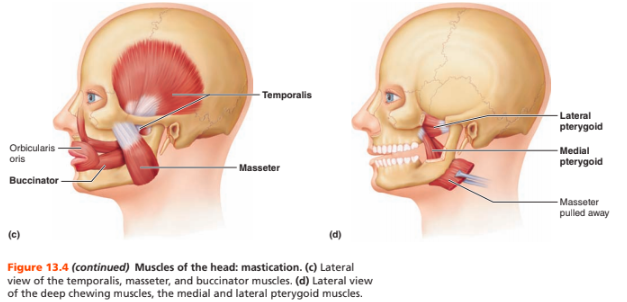 Temporalis
Orbicularis
oris
Buccinator
Masseter
(c)
Lateral
pterygoid
Medial
pterygoid
Masseter
pulled away
(d)
Figure 13.4 (continued) Muscles of the head: mastication. (c) Lateral
view of the temporalis, masseter, and buccinator muscles. (d) Lateral view
of the deep chewing muscles, the medial and lateral pterygoid muscles.